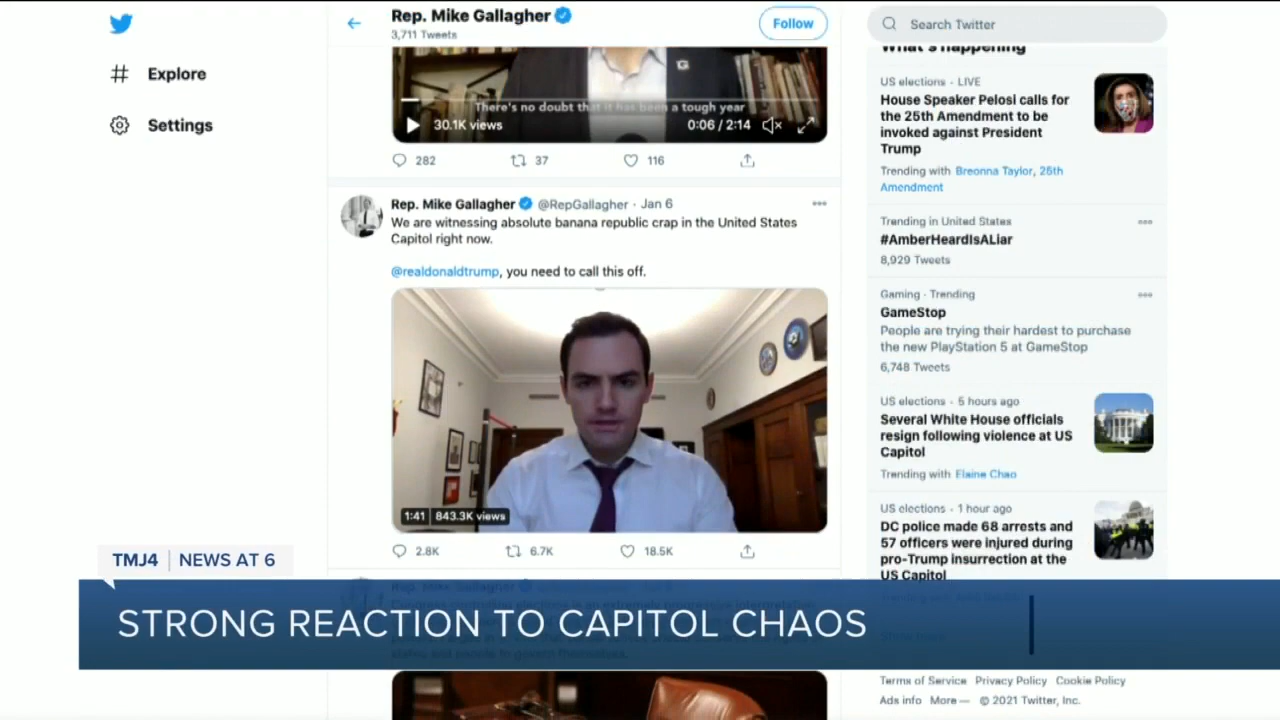 Rep. Mike Gallagher
3,711 Tweets
Follow
Search Twitter
Explore
Settings
There's no doubt that it has been a tough year
30.1K views
0:06 / 2:14
282
37
116
Rep. Mike Gallagher @RepGallagher · Jan 6
We are witnessing absolute banana republic crap in the United States
Capitol right now.
@realdonaldtrump, you need to call this off.
1:41
843.3K views
2.8K
6.7K
18.5K
What's happening
US elections · LIVE
House Speaker Pelosi calls for
the 25th Amendment to be
invoked against President
Trump
Trending with Breonna Taylor, 25th
Amendment
Trending in United States
#AmberHeardIsALiar
8,929 Tweets
Gaming · Trending
GameStop
People are trying their hardest to purchase
the new PlayStation 5 at GameStop
6,748 Tweets
US elections · 5 hours ago
Several White House officials
resign following violence at US
Capitol
Trending with Elaine Chao
US elections · 1 hour ago
DC police made 68 arrests and
57 officers were injured during
pro-Trump insurrection at the
US Capitol
Terms of Service Privacy Policy Cookie Policy
Ads info More — © 2021 Twitter, Inc.
TMJ4 | NEWS AT 6
STRONG REACTION TO CAPITOL CHAOS